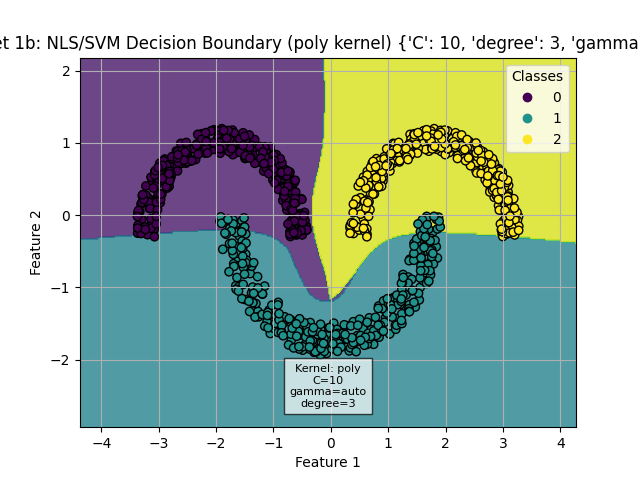 et 1b: NLS/SVM Decision Boundary (poly kernel) {'C': 10, 'degree': 3, 'gamma
Classes
0
1
2
2
1
0
−1
−2
Feature 2
Kernel: poly
C=10
gamma=auto
degree=3
−4 −3 −2 −1 0 1 2 3 4
Feature 1